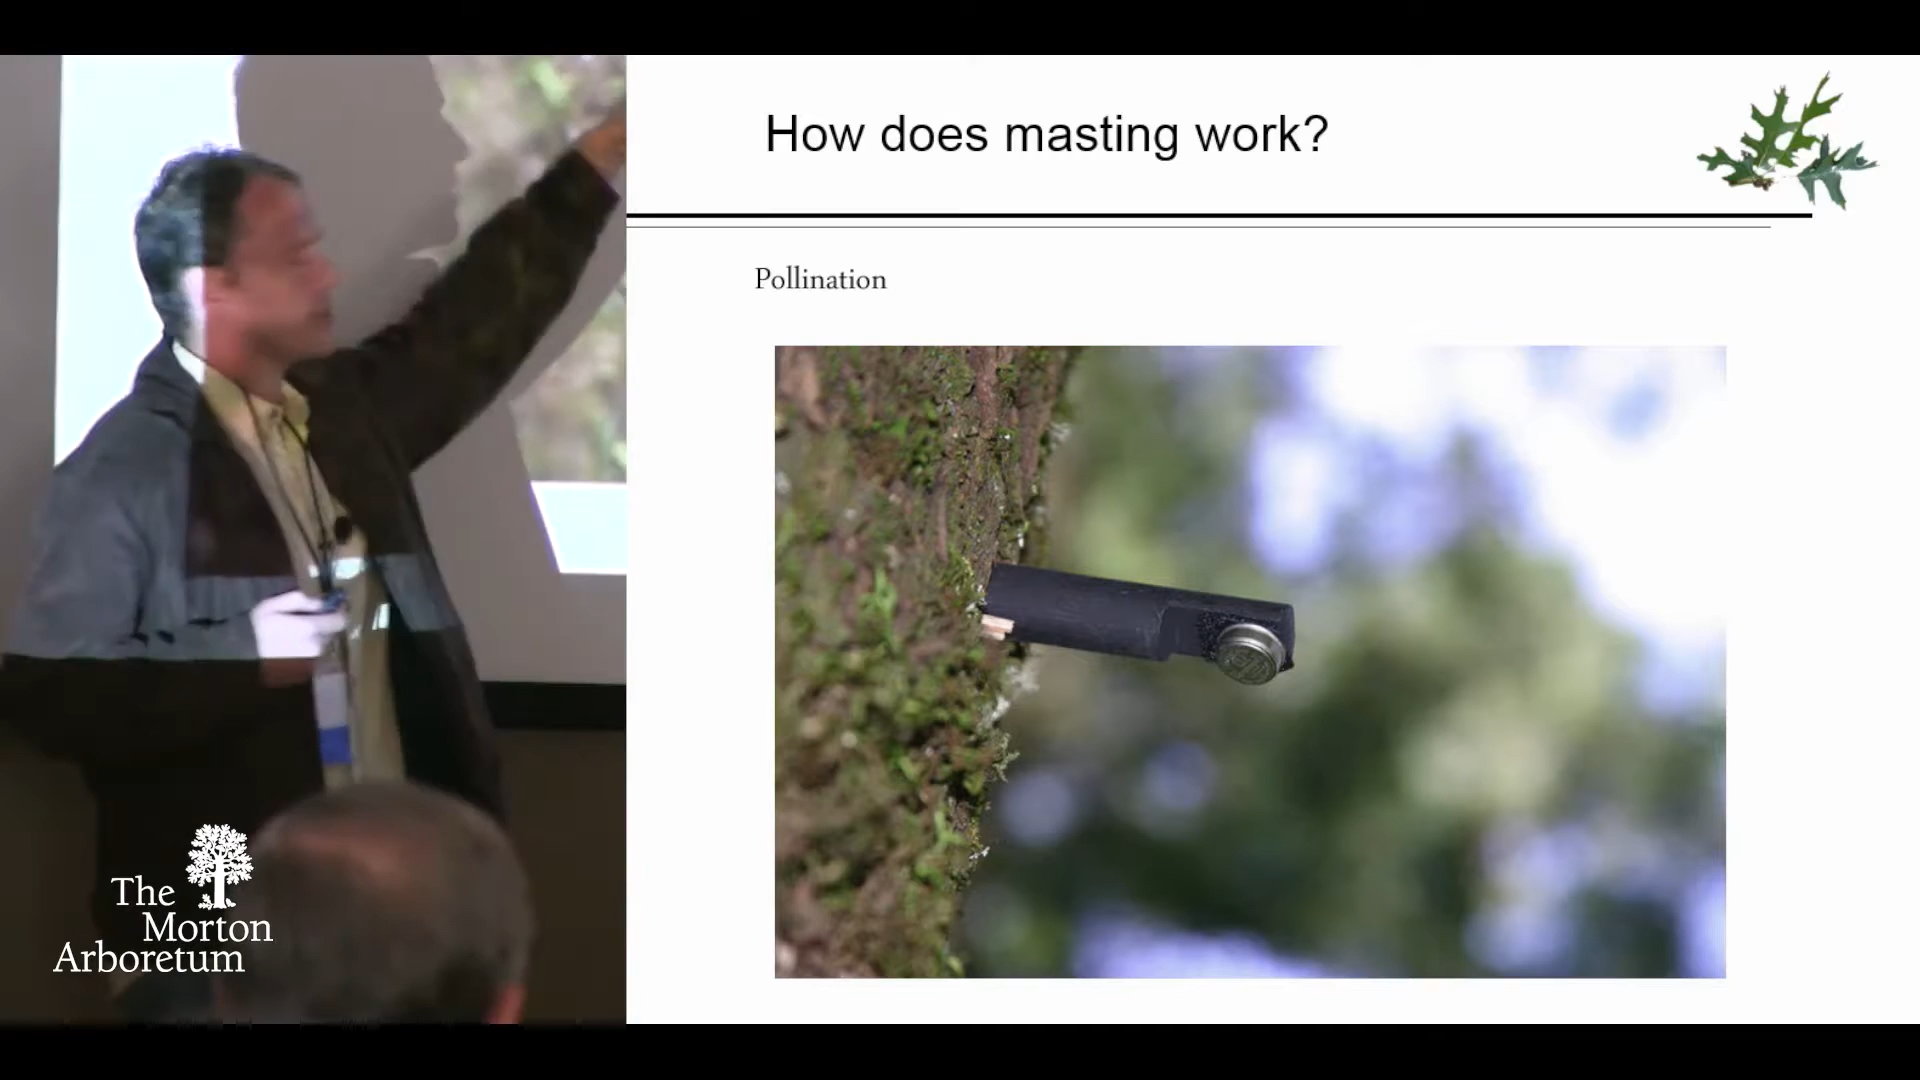 How does masting work?
Pollination
The
Morton
Arboretum